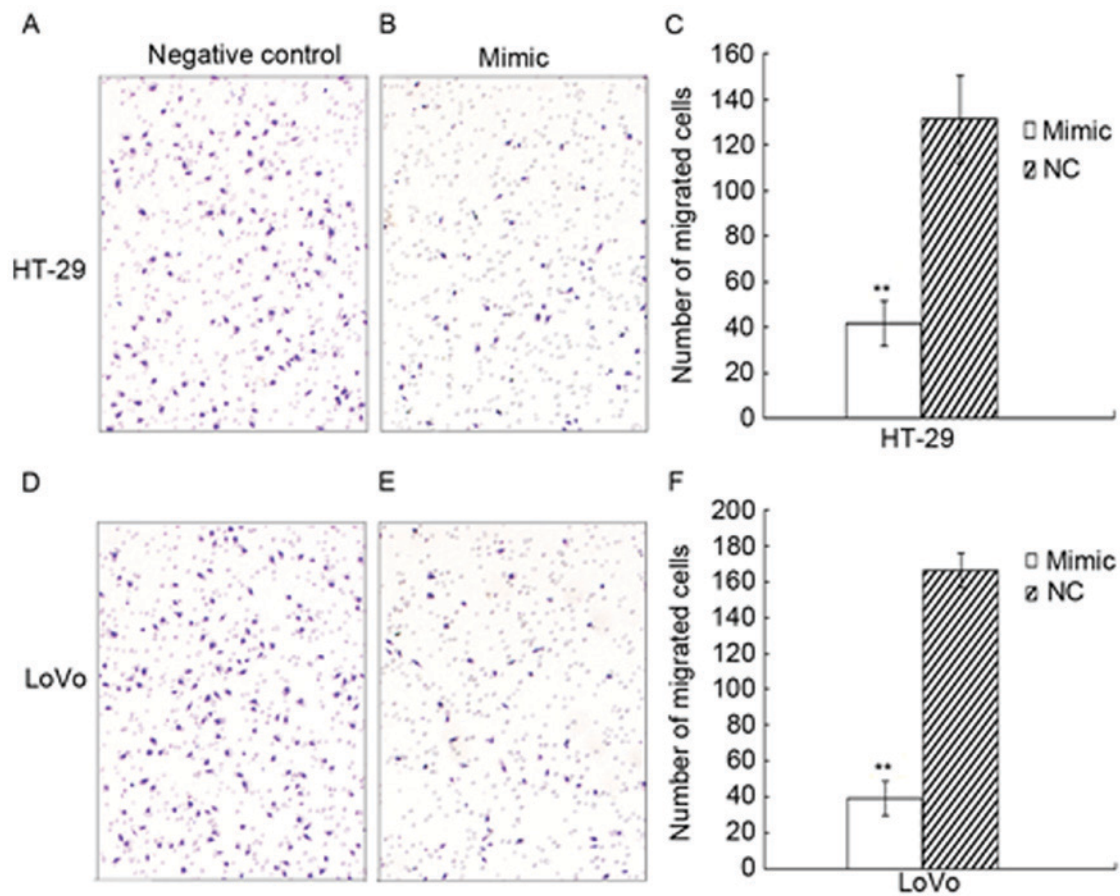 A
B
C
Negative control
Mimic
HT-29
Number of migrated cells
160
140
120
100
80
60
40
20
0
**
Mimic
NC
HT-29
D
E
F
LoVo
Number of migrated cells
200
180
160
140
120
100
80
60
40
20
0
**
Mimic
NC
LoVo